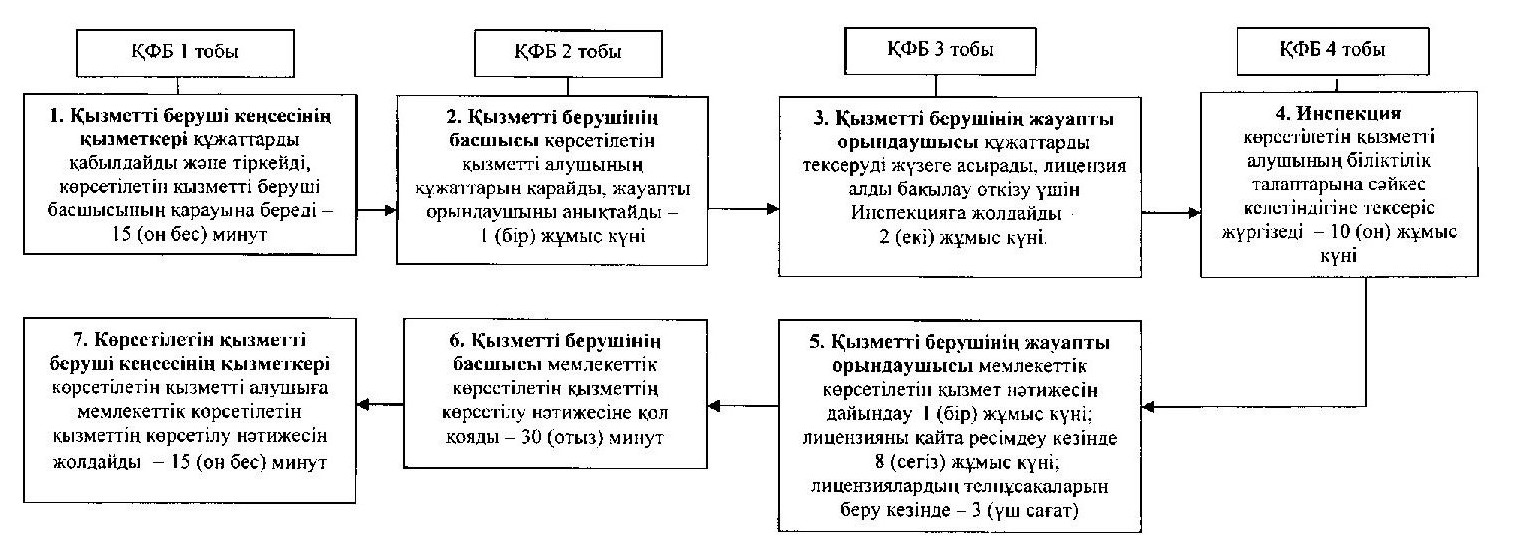 ҚФБ 1 тобы
ҚФБ 2 тобы
ҚФБ 3 тобы
ҚФБ 4 тобы
1. Қызметті беруші кеңсесінің
қызметкері құжаттарды
қабылдайды және тіркейді,
көрсетілетін қызметті беруші
басшысының қарауына береді –
15 (он бес) минут
2. Қызметті берушінің
басшысы көрсетілетін
қызметті алушының
құжаттарын қарайды, жауапты
орындаушыны анықтайды –
1 (бір) жұмыс күні
3. Қызметті берушінің жауапты
орындаушысы құжаттарды
тексеруді жүзеге асырады, лицензия
алды бақылау откізу үшін
Инспекцияга жолдайды -
2 (екі) жұмыс күні.
4. Инспекция
көрсетілетін қызметті
алушының біліктілік
талаптарына сәйкес
келетіндігіне тексеріс
жүргізеді – 10 (он) жұмыс
күні
7. Көрсетілетін қызметті
беруші кеңсесінің қызметкері
көрсетілетін қызметті алушыға
мемлекеттік көрсетілетін
қызметтің көрсетілу нәтижесін
жолдайды – 15 (он бес) минут
6. Қызметті берушінің
басшысы мемлекеттік
көрсетілетін қызметтің
көрсетілу нәтижесіне қол
қояды – 30 (отыз) минут
5. Қызметті берушінің жауапты
орындаушысы мемлекеттік
көрсетілетін қызмет нәтижесін
дайындау 1 (бір) жұмыс күні;
лицензияны қайта ресімдеу кезінде
8 (сегіз) жұмыс күні;
лицензиялардың телнұсқаларын
беру кезінде – 3 (үш сағат)